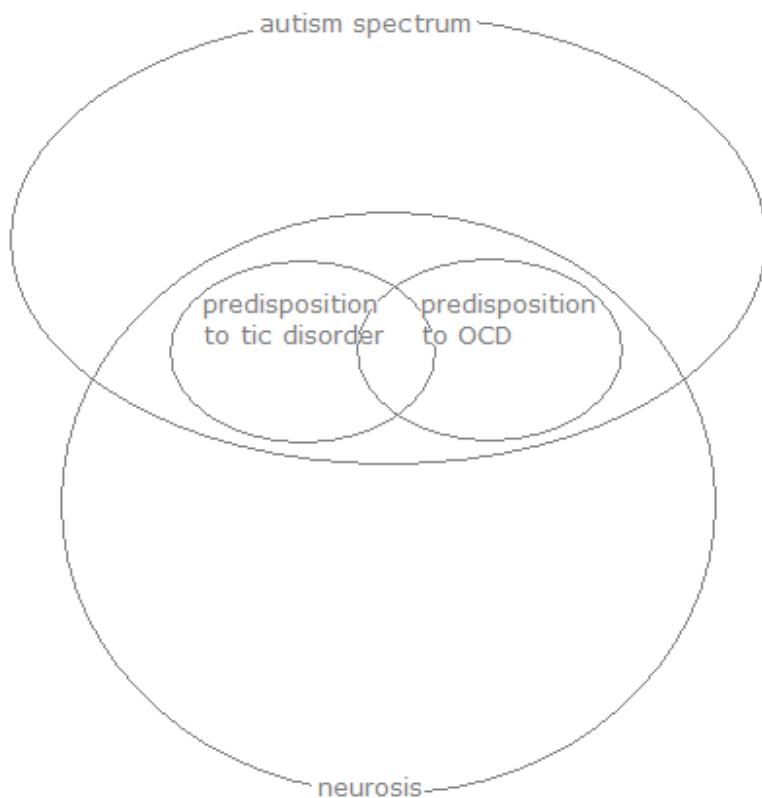 autism spectrum
predisposition
to tic disorder
predisposition
to OCD
neurosis